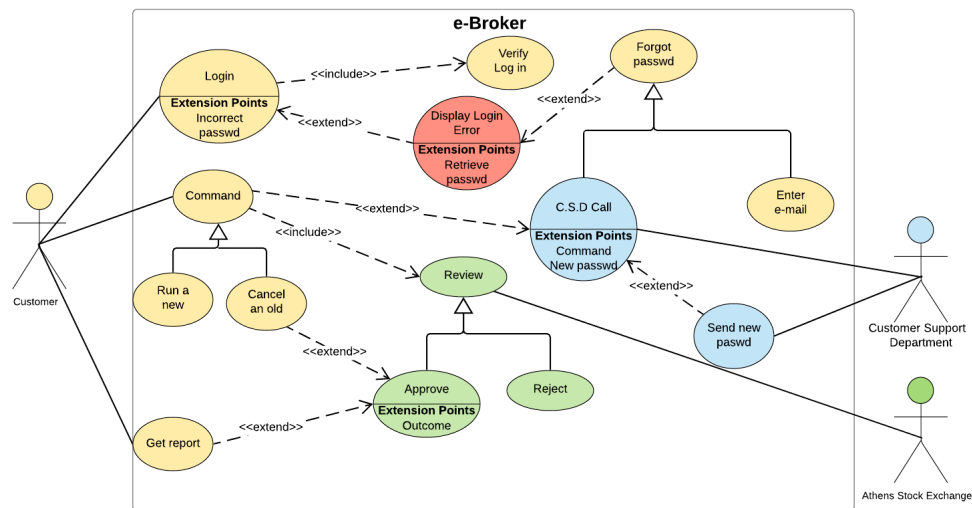 e-Broker
Login
Extension Points
Incorrect
passwd
<<include>>
Verify
Log in
Forgot
passwd
<<extend>>
<<extend>>
Display Login
Error
Extension Points
Retrieve
passwd
Command
<<extend>>
<<include>>
C.S.D Call
Extension Points
Command
New passwd
Enter
e-mail
Customer
Run a
new
Cancel
an old
Review
<<extend>>
Send new
paswd
Customer Support
Department
<<extend>>
Approve
Extension Points
Outcome
Reject
Get report
<<extend>>
Athens Stock Exchange